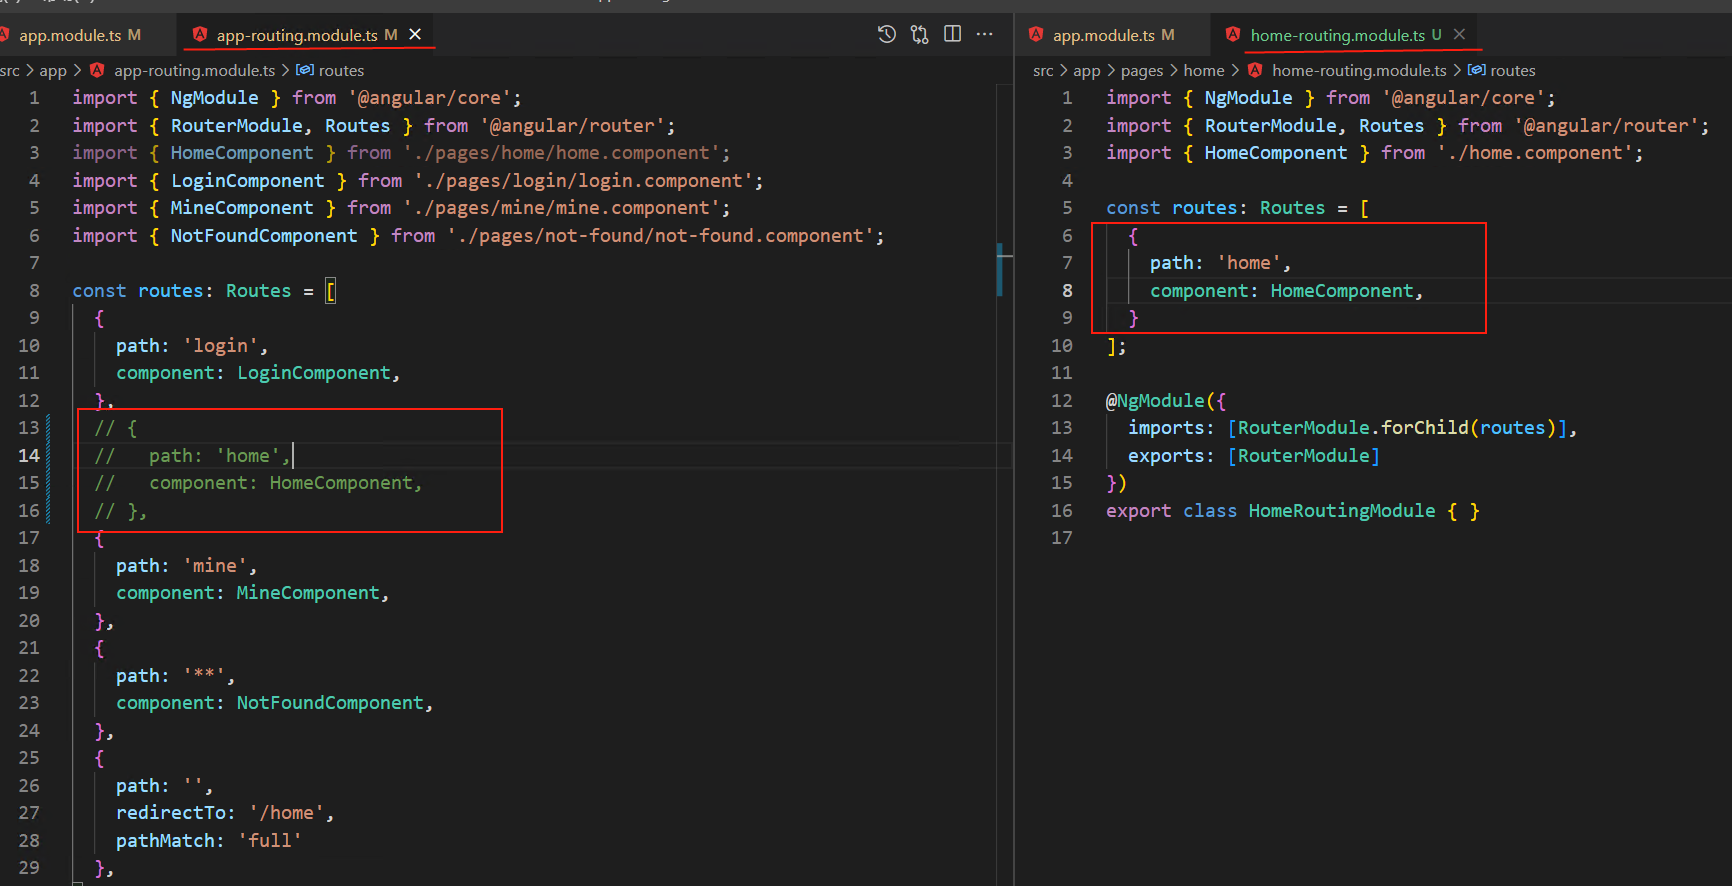 app.module.ts M
app-routing.module.ts M
src > app > app-routing.module.ts > routes
1 import { NgModule } from '@angular/core';
2 import { RouterModule, Routes } from '@angular/router';
3 import { HomeComponent } from './pages/home/home.component';
4 import { LoginComponent } from './pages/login/login.component';
5 import { MineComponent } from './pages/mine/mine.component';
6 import { NotFoundComponent } from './pages/not-found/not-found.component';
7
8 const routes: Routes = [
9 {
10 path: 'login',
11 component: LoginComponent,
12 },
13 // {
14 // path: 'home',
15 // component: HomeComponent,
16 // },
17 {
18 path: 'mine',
19 component: MineComponent,
20 },
21 {
22 path: '**',
23 component: NotFoundComponent,
24 },
25 {
26 path: '',
27 redirectTo: '/home',
28 pathMatch: 'full'
29 },
app.module.ts M
home-routing.module.ts U
src > app > pages > home > home-routing.module.ts > routes
1 import { NgModule } from '@angular/core';
2 import { RouterModule, Routes } from '@angular/router';
3 import { HomeComponent } from './home.component';
4
5 const routes: Routes = [
6 {
7 path: 'home',
8 component: HomeComponent,
9 }
10 ];
11
12 @NgModule({
13 imports: [RouterModule.forChild(routes)],
14 exports: [RouterModule]
15 })
16 export class HomeRoutingModule { }
17